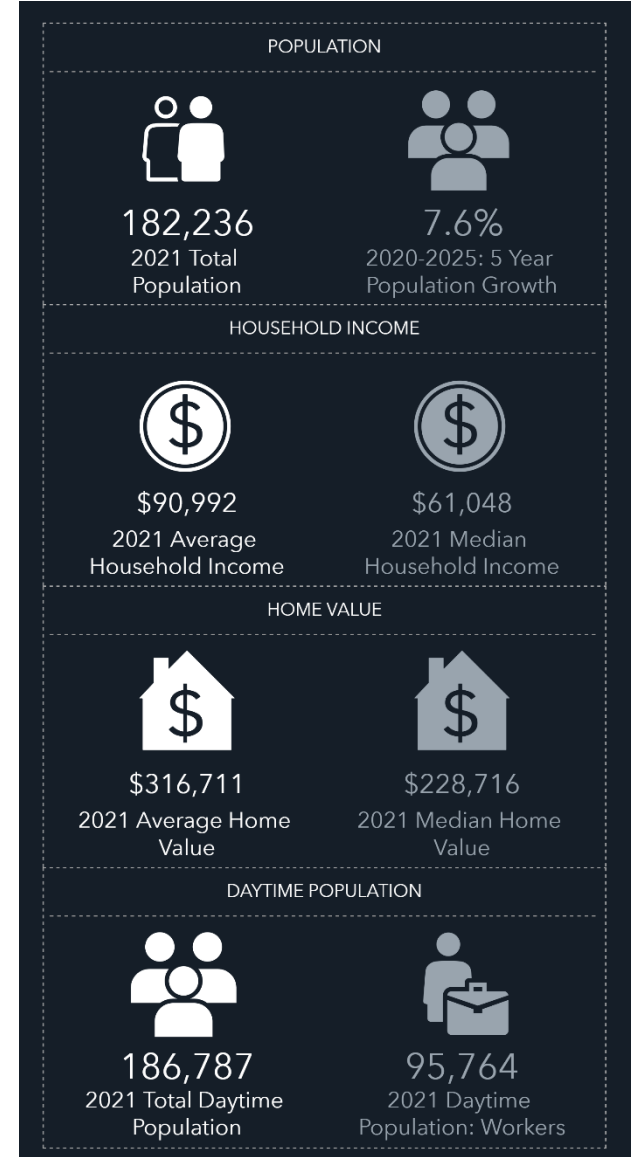 POPULATION
182,236
2021 Total
Population
7.6%
2020-2025: 5 Year
Population Growth
HOUSEHOLD INCOME
$
$90,992
2021 Average
Household Income
$
$61,048
2021 Median
Household Income
HOME VALUE
$
$316,711
2021 Average Home
Value
$
$228,716
2021 Median Home
Value
DAYTIME POPULATION
186,787
2021 Total Daytime
Population
95,764
2021 Daytime
Population: Workers